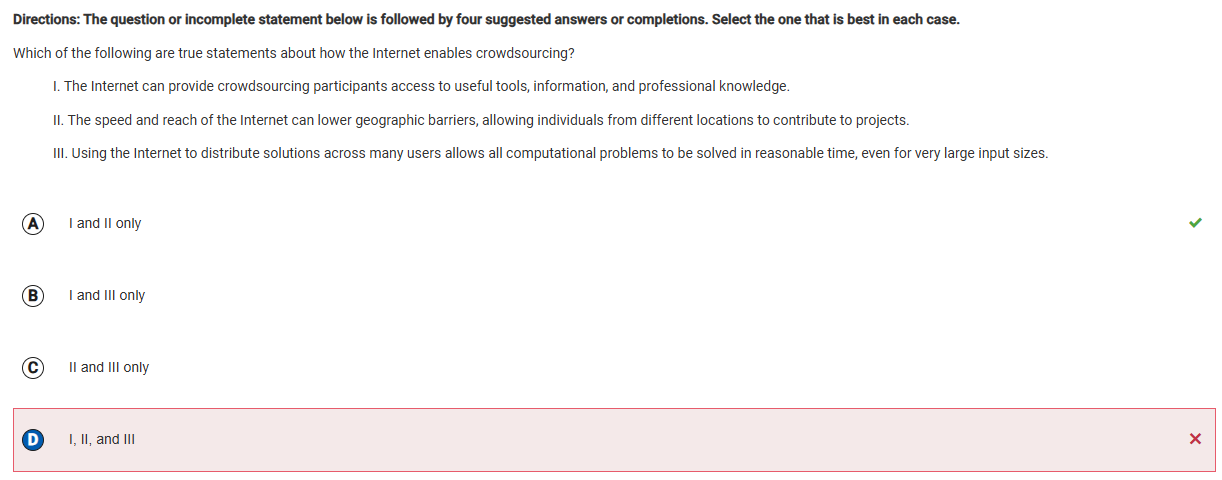 Directions: The question or incomplete statement below is followed by four suggested answers or completions. Select the one that is best in each case.
Which of the following are true statements about how the Internet enables crowdsourcing?
I. The Internet can provide crowdsourcing participants access to useful tools, information, and professional knowledge.
II. The speed and reach of the Internet can lower geographic barriers, allowing individuals from different locations to contribute to projects.
III. Using the Internet to distribute solutions across many users allows all computational problems to be solved in reasonable time, even for very large input sizes.
A I and II only
B I and III only
C II and III only
D I, II, and III